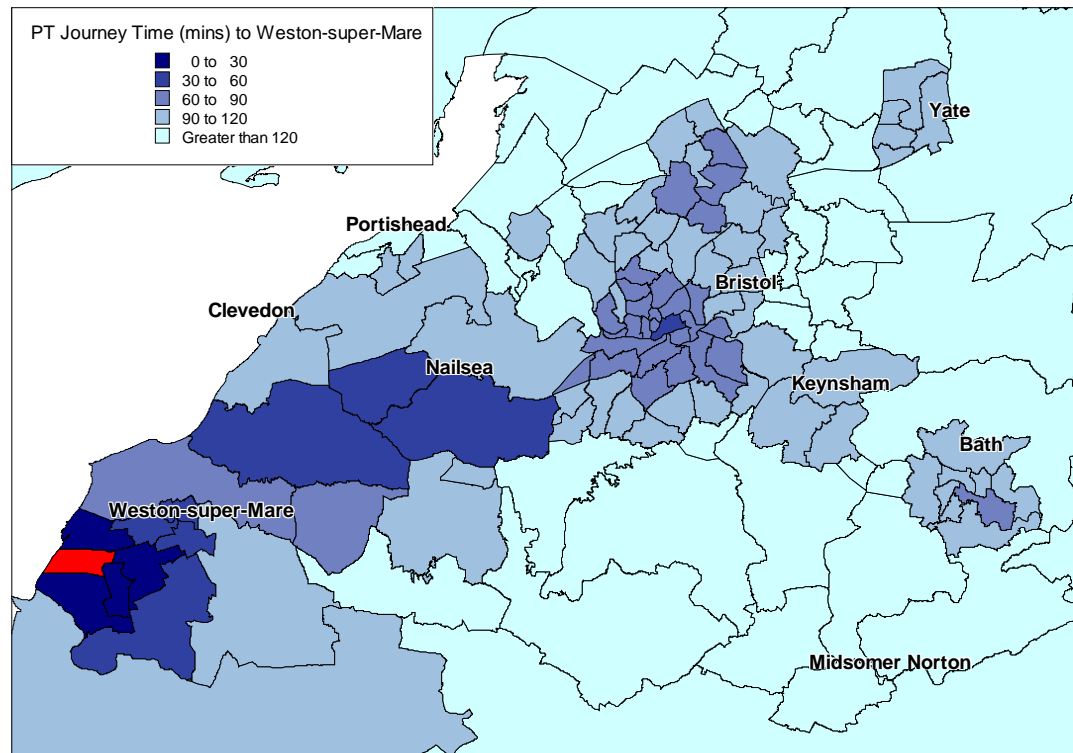 PT Journey Time (mins) to Weston-super-Mare
0 to 30
30 to 60
60 to 90
90 to 120
Greater than 120
Yate
Portishead
Bristol
Clevedon
Nailsea
Keynsham
Bath
Weston-super-Mare
Midsomer Norton